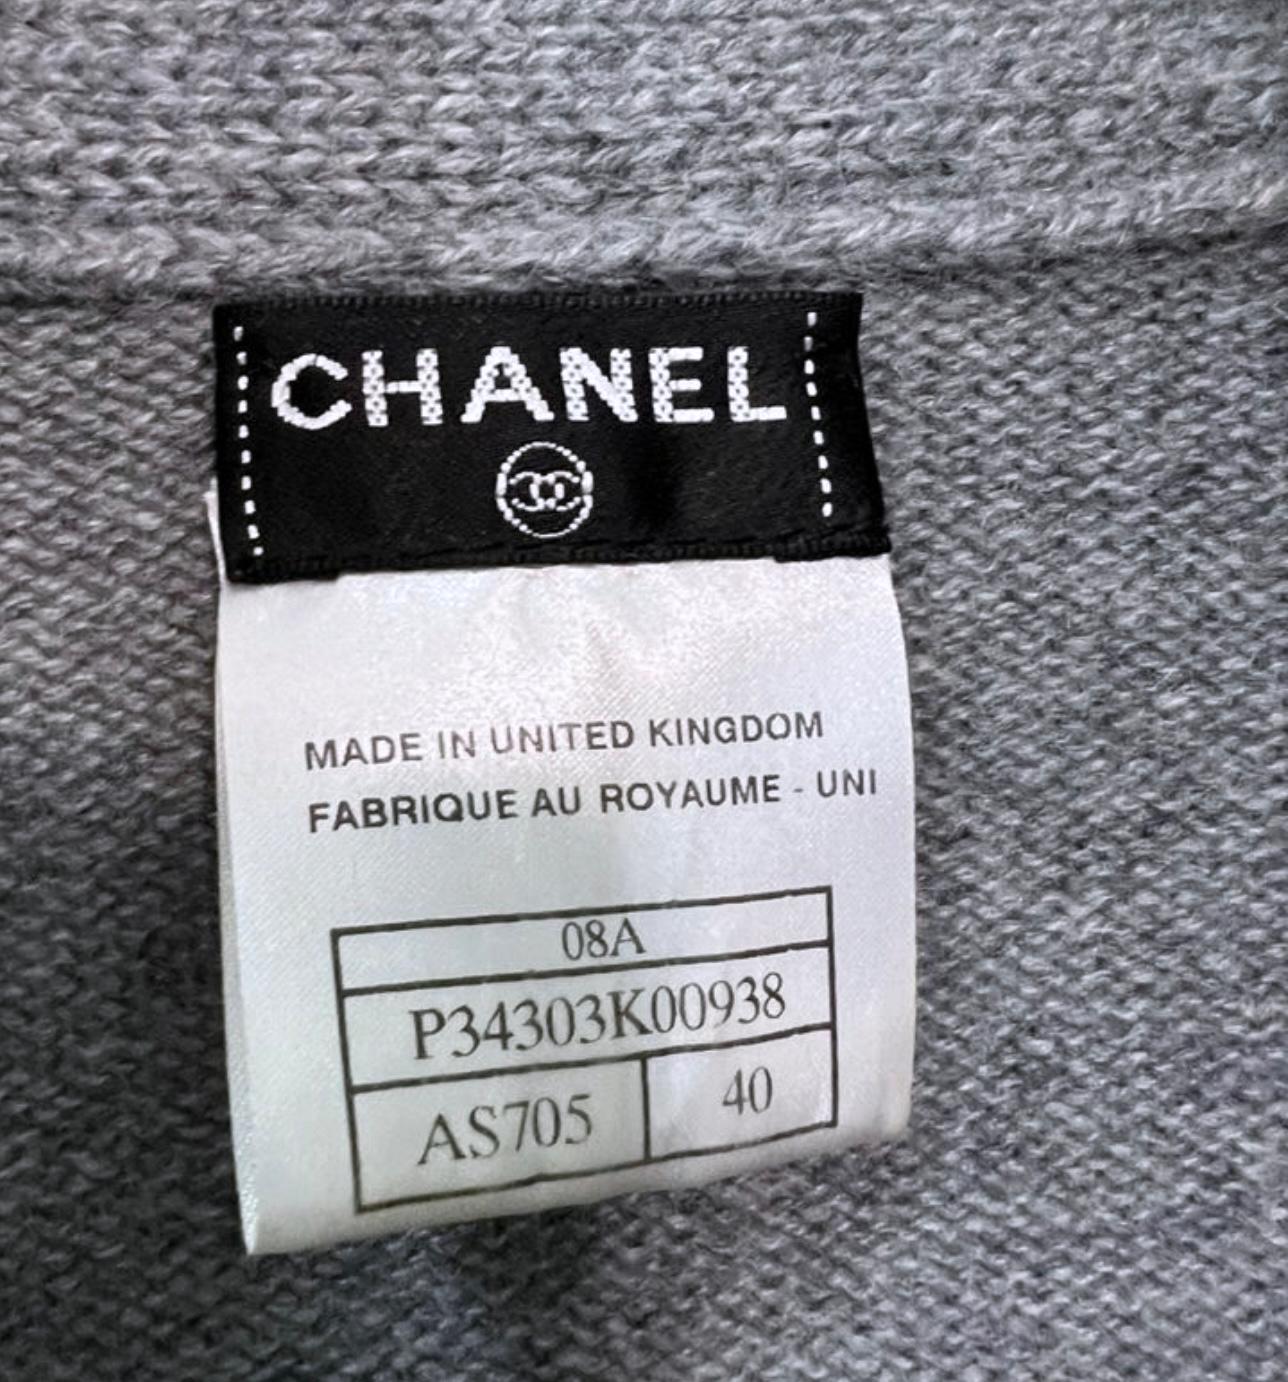 CHANEL
MADE IN UNITED KINGDOM
FABRIQUE AU ROYAUME - UNI
08A
P34303K00938
AS705
40